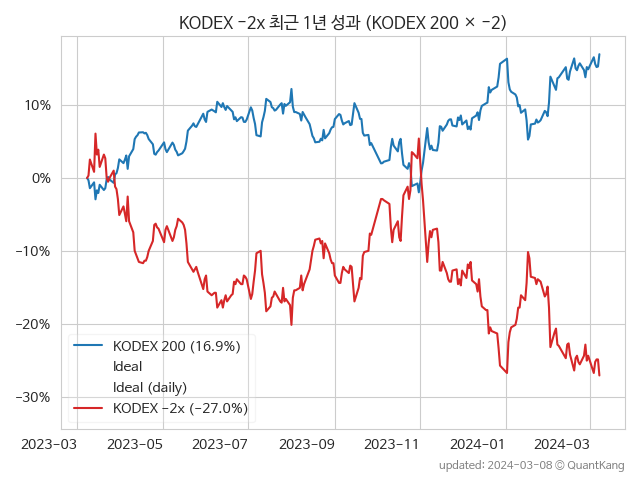 KODEX -2x 최근 1년 성과 (KODEX 200 × -2)
10%
0%
-10%
-20%
-30%
KODEX 200 (16.9%)
Ideal
Ideal (daily)
KODEX -2x (-27.0%)
2023-03 2023-05 2023-07 2023-09 2023-11 2024-01 2024-03
updated: 2024-03-08 © QuantKang